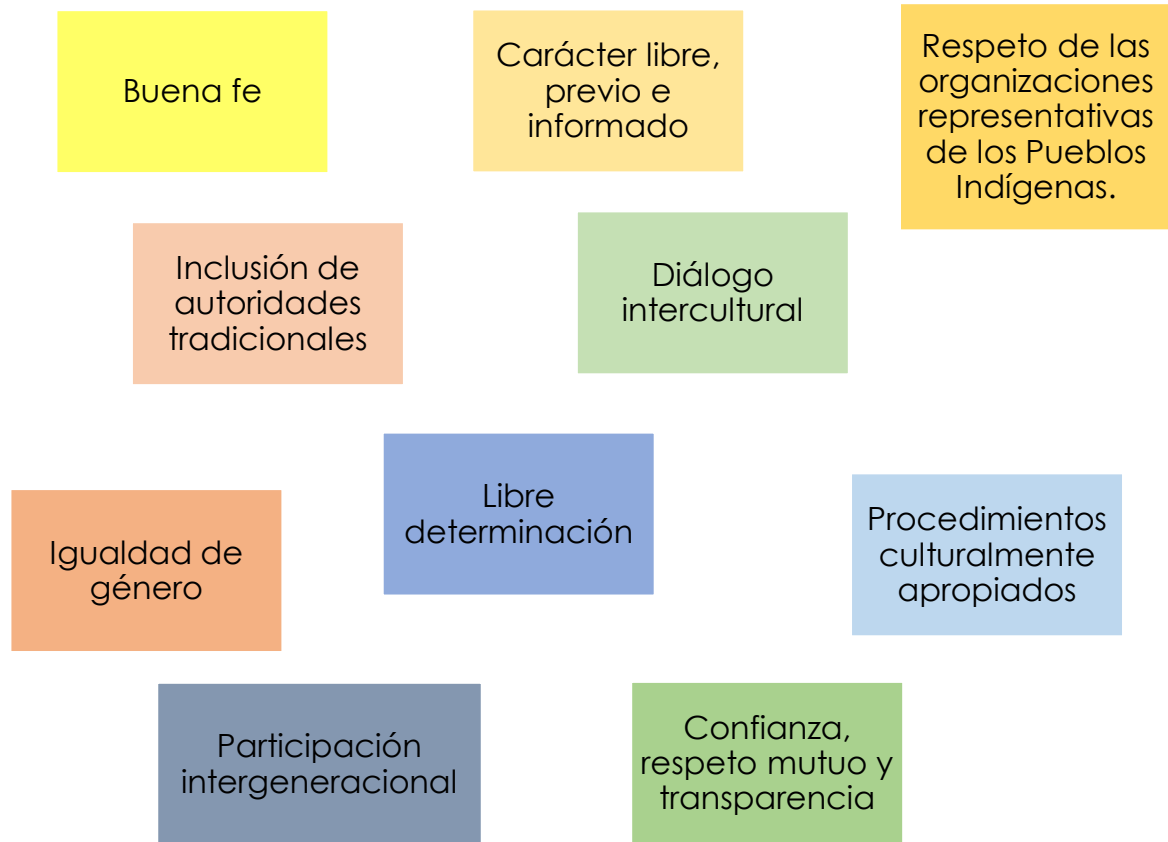 Buena fe
Carácter libre,
previo e
informado
Respeto de las
organizaciones
representativas
de los Pueblos
Indígenas.
Inclusión de
autoridades
tradicionales
Diálogo
intercultural
Libre
determinación
Igualdad de
género
Procedimientos
culturalmente
apropiados
Participación
intergeneracional
Confianza,
respeto mutuo y
transparencia